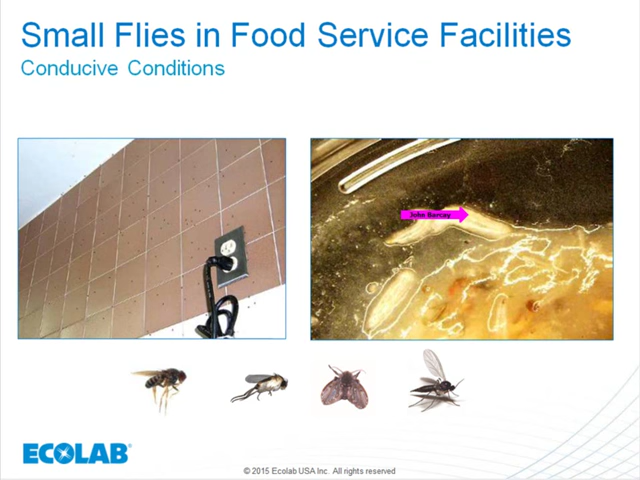 Small Flies in Food Service Facilities
Conducive Conditions
John Barcay
ECOLAB®
© 2015 Ecolab USA Inc. All rights reserved